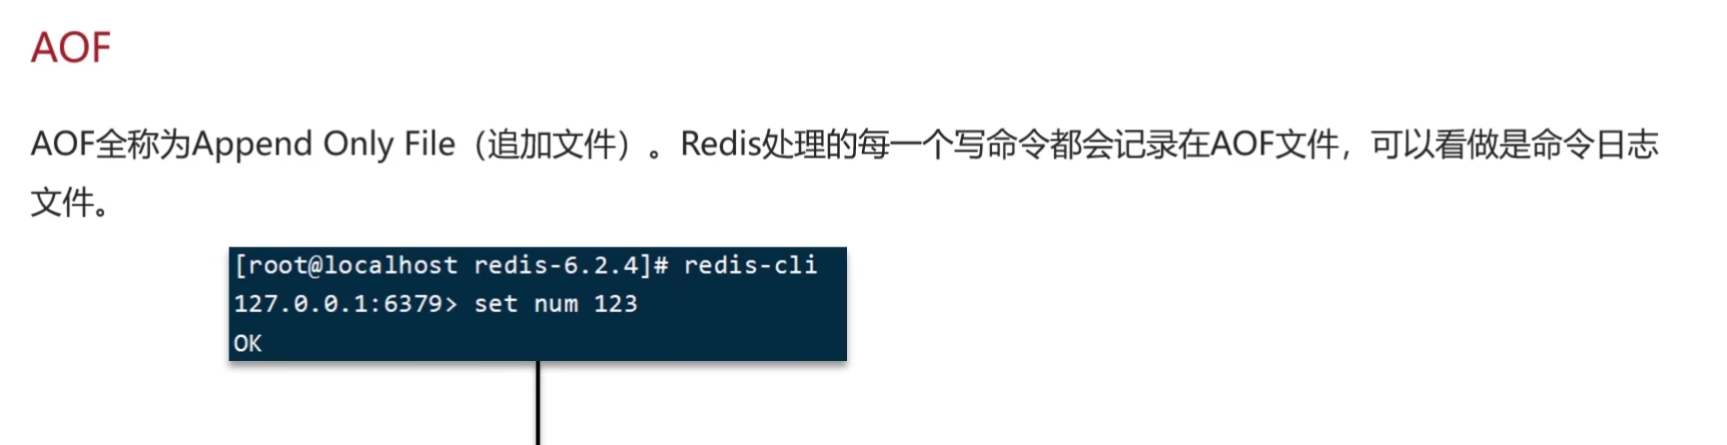 AOF
AOF全称为Append Only File（追加文件）。Redis处理的每一个写命令都会记录在AOF文件，可以看做是命令日志
文件。
[root@localhost redis-6.2.4]# redis-cli
127.0.0.1:6379> set num 123
OK